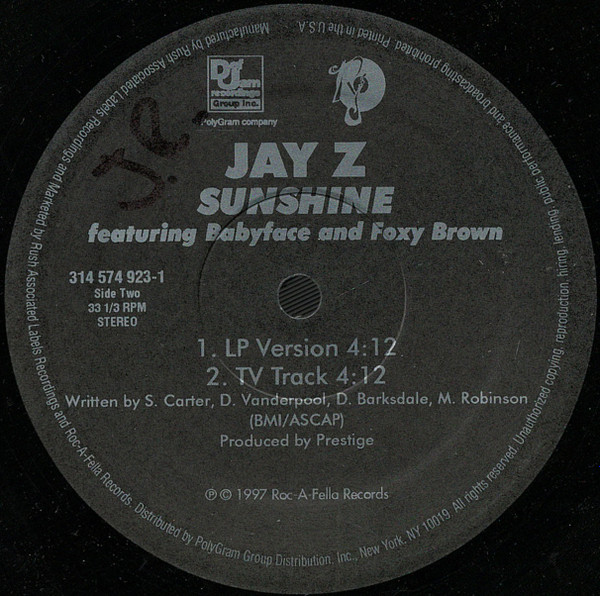 Def Jam
recordings
Group Inc.
PolyGram company
J.R.
JAY Z
SUNSHINE
featuring Babyface and Foxy Brown
314 574 923-1
Side Two
33 1/3 RPM
STEREO
1. LP Version 4:12
2. TV Track 4:12
Written by S. Carter, D. Vanderpool, D. Barksdale, M. Robinson
(BMI/ASCAP)
Produced by Prestige
℗ © 1997 Roc-A-Fella Records
Manufactured by Rush Associated Labels Recordings and Marketed by Rush Associated Labels Recordings and Roc-A-Fella Records. Distributed by PolyGram Group Distribution, Inc., New York, NY 10019. All rights reserved. Unauthorized copying, reproduction, hiring, lending, public performance and broadcasting prohibited. Printed in the U.S.A.